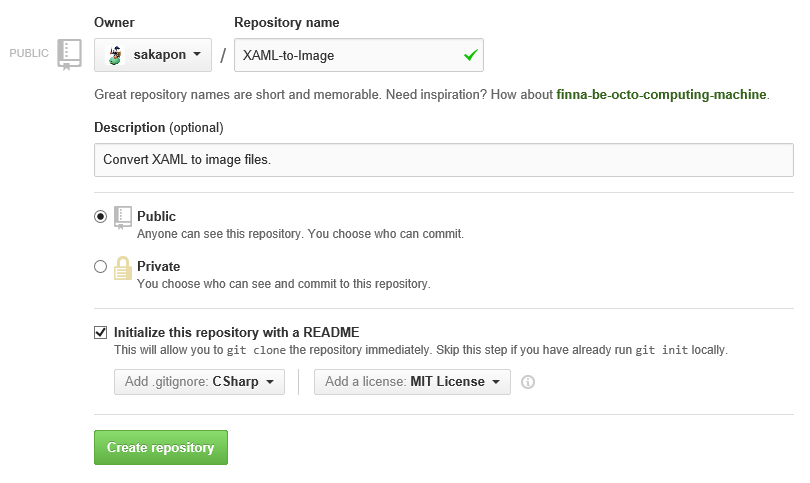 Owner Repository name
PUBLIC sakapon / XAML-to-Image
Great repository names are short and memorable. Need inspiration? How about finna-be-octo-computing-machine.
Description (optional)
Convert XAML to image files.
Public
Anyone can see this repository. You choose who can commit.
Private
You choose who can see and commit to this repository.
Initialize this repository with a README
This will allow you to git clone the repository immediately. Skip this step if you have already run git init locally.
Add .gitignore: CSharp Add a license: MIT License
Create repository